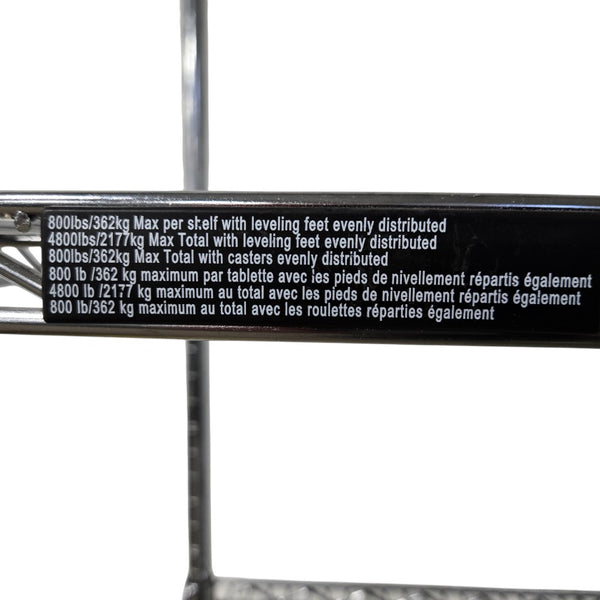 800lbs/362kg Max per shelf with leveling feet evenly distributed
4800lbs/2177kg Max Total with leveling feet evenly distributed
800lbs/362kg Max Total with casters evenly distributed
800 lb /362 kg maximum par tablette avec les pieds de nivellement répartis également
4800 lb /2177 kg maximum au total avec les pieds de nivellement répartis également
800 lb/362 kg maximum au total avec les roulettes réparties également